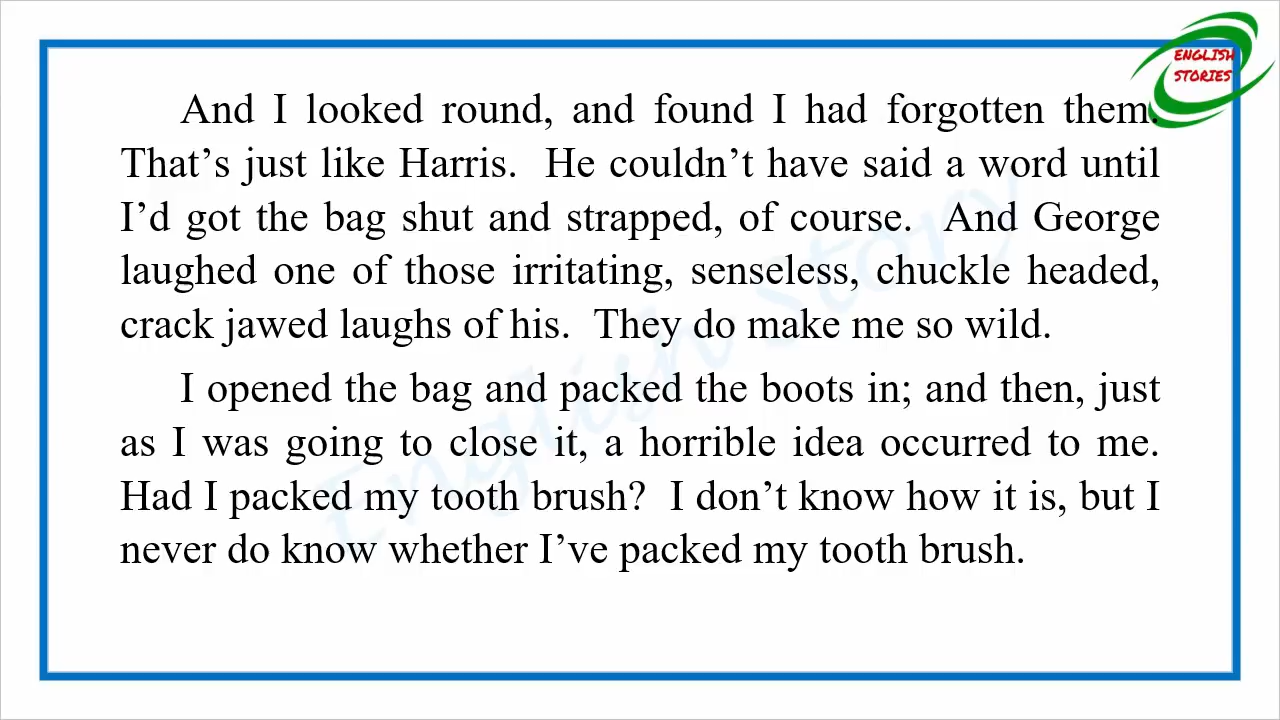 ENGLISH
STORIES
And I looked round, and found I had forgotten them.
That’s just like Harris.  He couldn’t have said a word until
I’d got the bag shut and strapped, of course.  And George
laughed one of those irritating, senseless, chuckle headed,
crack jawed laughs of his.  They do make me so wild.
I opened the bag and packed the boots in; and then, just
as I was going to close it, a horrible idea occurred to me.
Had I packed my tooth brush?  I don’t know how it is, but I
never do know whether I’ve packed my tooth brush.
English Story